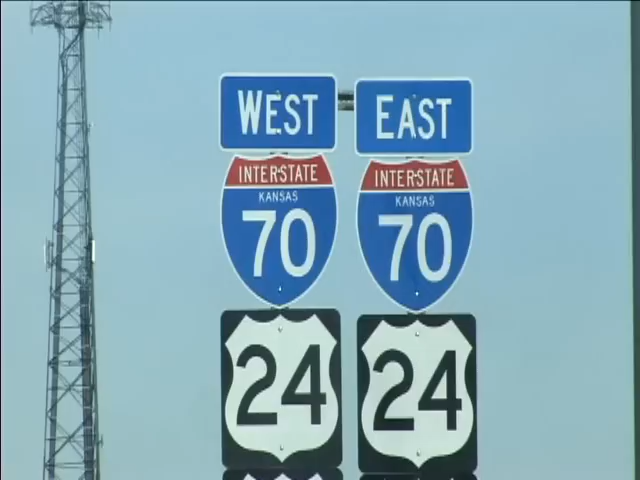 WEST EAST
INTERSTATE INTERSTATE
KANSAS KANSAS
70 70
24 24